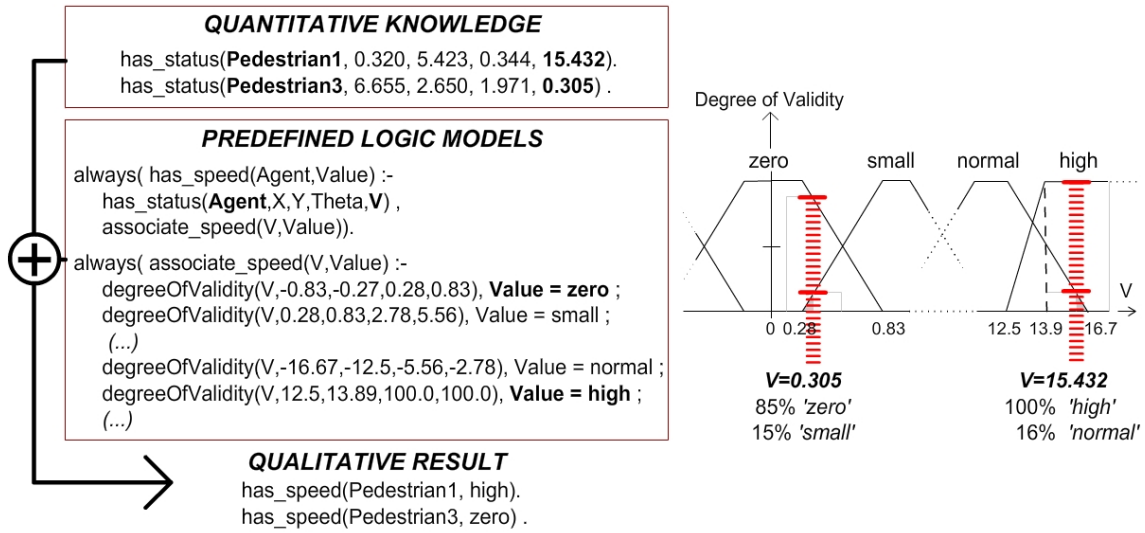 QUANTITATIVE KNOWLEDGE
has_status(Pedestrian1, 0.320, 5.423, 0.344, 15.432).
has_status(Pedestrian3, 6.655, 2.650, 1.971, 0.305) .
PREDEFINED LOGIC MODELS
always( has_speed(Agent,Value) :-
has_status(Agent,X,Y,Theta,V) ,
associate_speed(V,Value)).
always( associate_speed(V,Value) :-
degreeOfValidity(V,-0.83,-0.27,0.28,0.83), Value = zero ;
degreeOfValidity(V,0.28,0.83,2.78,5.56), Value = small ;
(...)
degreeOfValidity(V,-16.67,-12.5,-5.56,-2.78), Value = normal ;
degreeOfValidity(V,12.5,13.89,100.0,100.0), Value = high ;
(...)
QUALITATIVE RESULT
has_speed(Pedestrian1, high).
has_speed(Pedestrian3, zero) .
Degree of Validity
zero small normal high
V
0 0.28 0.83 12.5 13.9 16.7
V=0.305
85% 'zero'
15% 'small'
V=15.432
100% 'high'
16% 'normal'